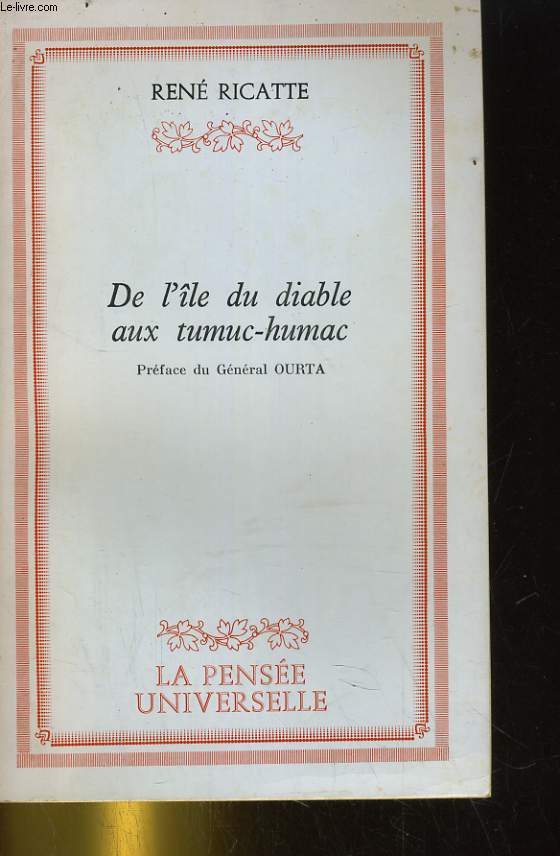 Le-livre.com
RENÉ RICATTE
De l'île du diable
aux tumuc-humac
Préface du Général OURTA
LA PENSÉE
UNIVERSELLE